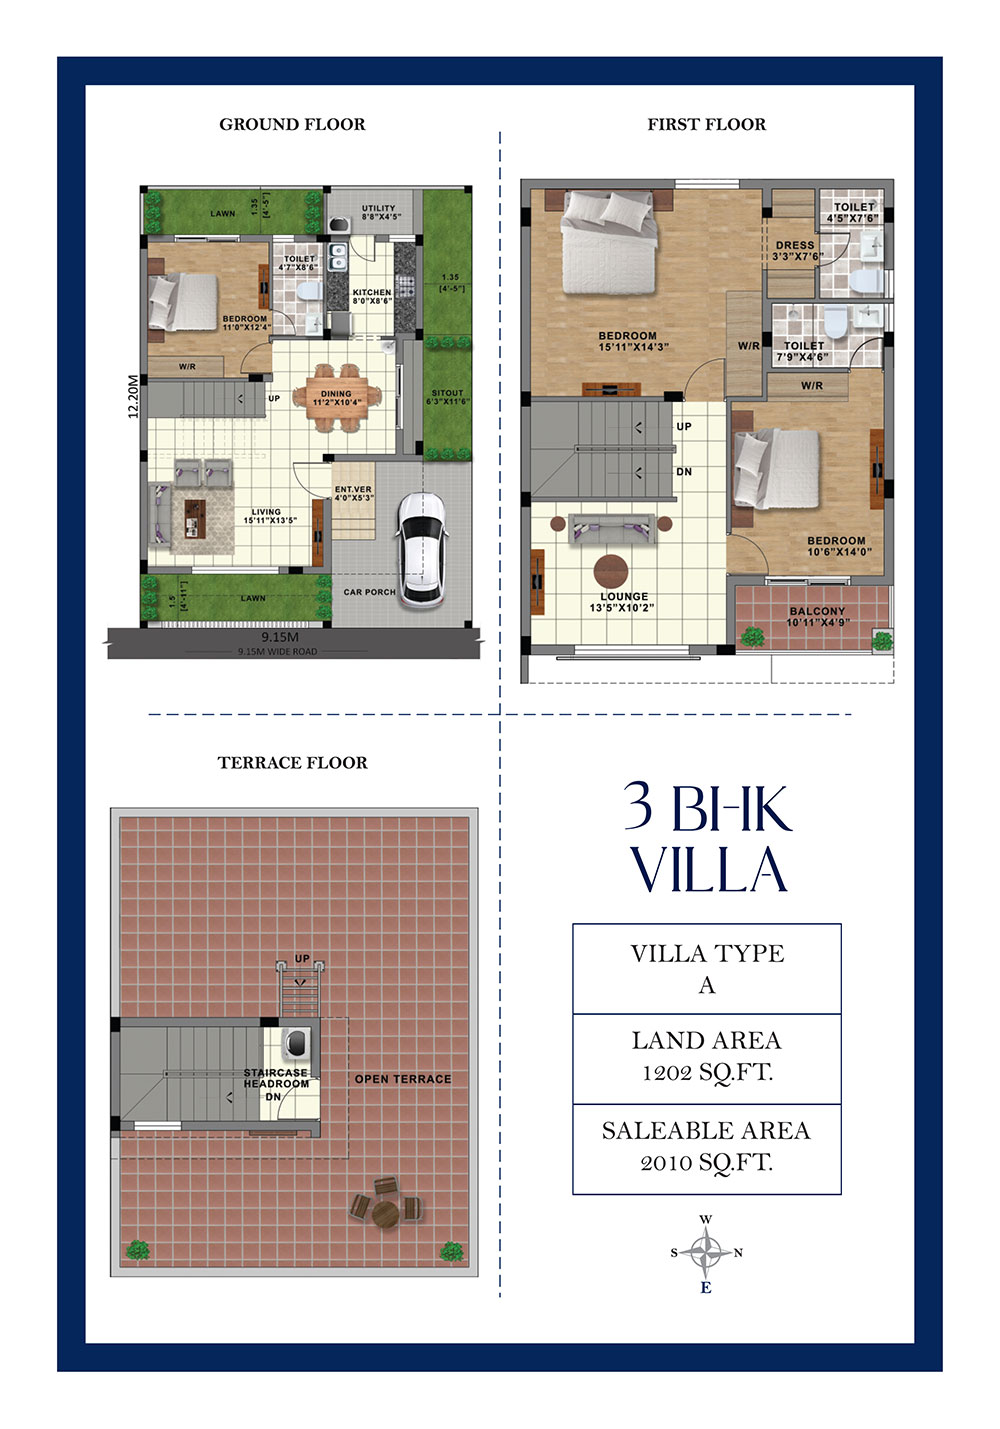 GROUND FLOOR
LAWN
1.35
[4'-5"]
UTILITY
8'8"X4'5"
TOILET
4'7"X8'6"
KITCHEN
8'0"X8'6"
1.35
[4'-5"]
BEDROOM
11'0"X12'4"
W/R
12.20M
UP
DINING
11'2"X10'4"
SITOUT
6'3"X11'6"
ENT.VER
4'0"X5'3"
LIVING
15'11"X13'5"
CAR PORCH
1.5
[4'-11"]
LAWN
9.15M
9.15M WIDE ROAD
FIRST FLOOR
TOILET
4'5"X7'6"
DRESS
3'3"X7'6"
BEDROOM
15'11"X14'3"
W/R
TOILET
7'9"X4'6"
W/R
UP
DN
BEDROOM
10'6"X14'0"
LOUNGE
13'5"X10'2"
BALCONY
10'11"X4'9"
TERRACE FLOOR
UP
STAIRCASE
HEADROOM
DN
OPEN TERRACE
3 BHK
VILLA
VILLA TYPE
A
LAND AREA
1202 SQ.FT.
SALEABLE AREA
2010 SQ.FT.
W
S N
E